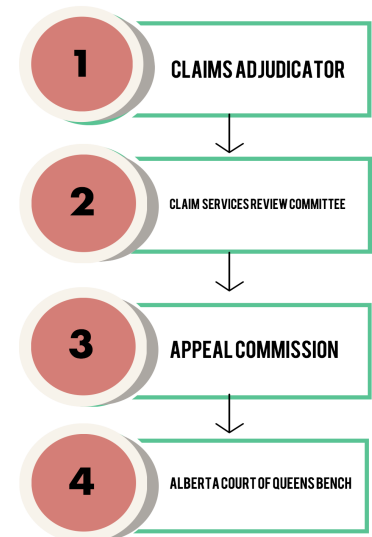 1
CLAIMS ADJUDICATOR
2
CLAIM SERVICES REVIEW COMMITTEE
3
APPEAL COMMISSION
4
ALBERTA COURT OF QUEENS BENCH